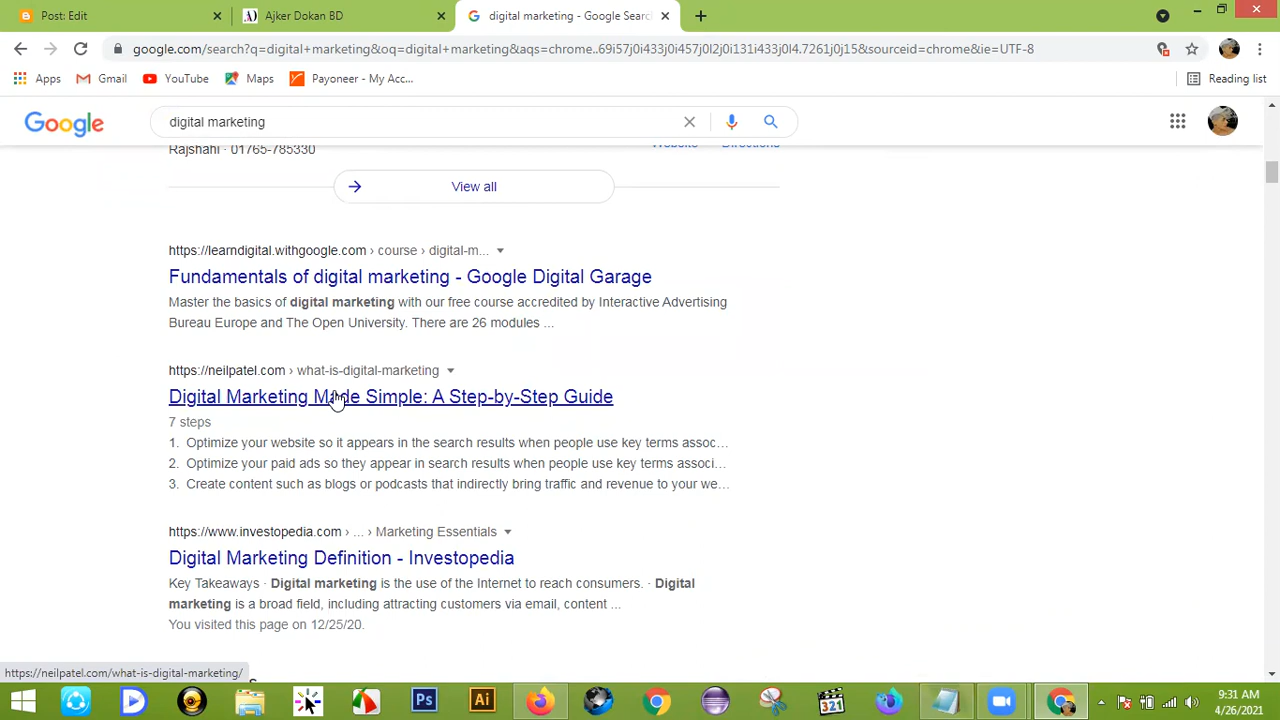 Post: Edit
Ajker Dokan BD
digital marketing - Google Searc
google.com/search?q=digital+marketing&oq=digital+marketing&aqs=chrome..69i57j0i433j0i457j0l2j0i131i433j0l4.7261j0j15&sourceid=chrome&ie=UTF-8
Apps
Gmail
YouTube
Maps
Payoneer - My Acc...
Reading list
Google
digital marketing
Rajshahi · 01765-785330
Website
Directions
View all
https://learndigital.withgoogle.com › course › digital-m...
Fundamentals of digital marketing - Google Digital Garage
Master the basics of digital marketing with our free course accredited by Interactive Advertising
Bureau Europe and The Open University. There are 26 modules ...
https://neilpatel.com › what-is-digital-marketing
Digital Marketing Made Simple: A Step-by-Step Guide
7 steps
1. Optimize your website so it appears in the search results when people use key terms assoc...
2. Optimize your paid ads so they appear in search results when people use key terms associ...
3. Create content such as blogs or podcasts that indirectly bring traffic and revenue to your we...
https://www.investopedia.com › ... › Marketing Essentials
Digital Marketing Definition - Investopedia
Key Takeaways · Digital marketing is the use of the Internet to reach consumers. · Digital
marketing is a broad field, including attracting customers via email, content ...
You visited this page on 12/25/20.
https://neilpatel.com/what-is-digital-marketing/
Ps
Ai
321
9:31 AM
4/26/2021